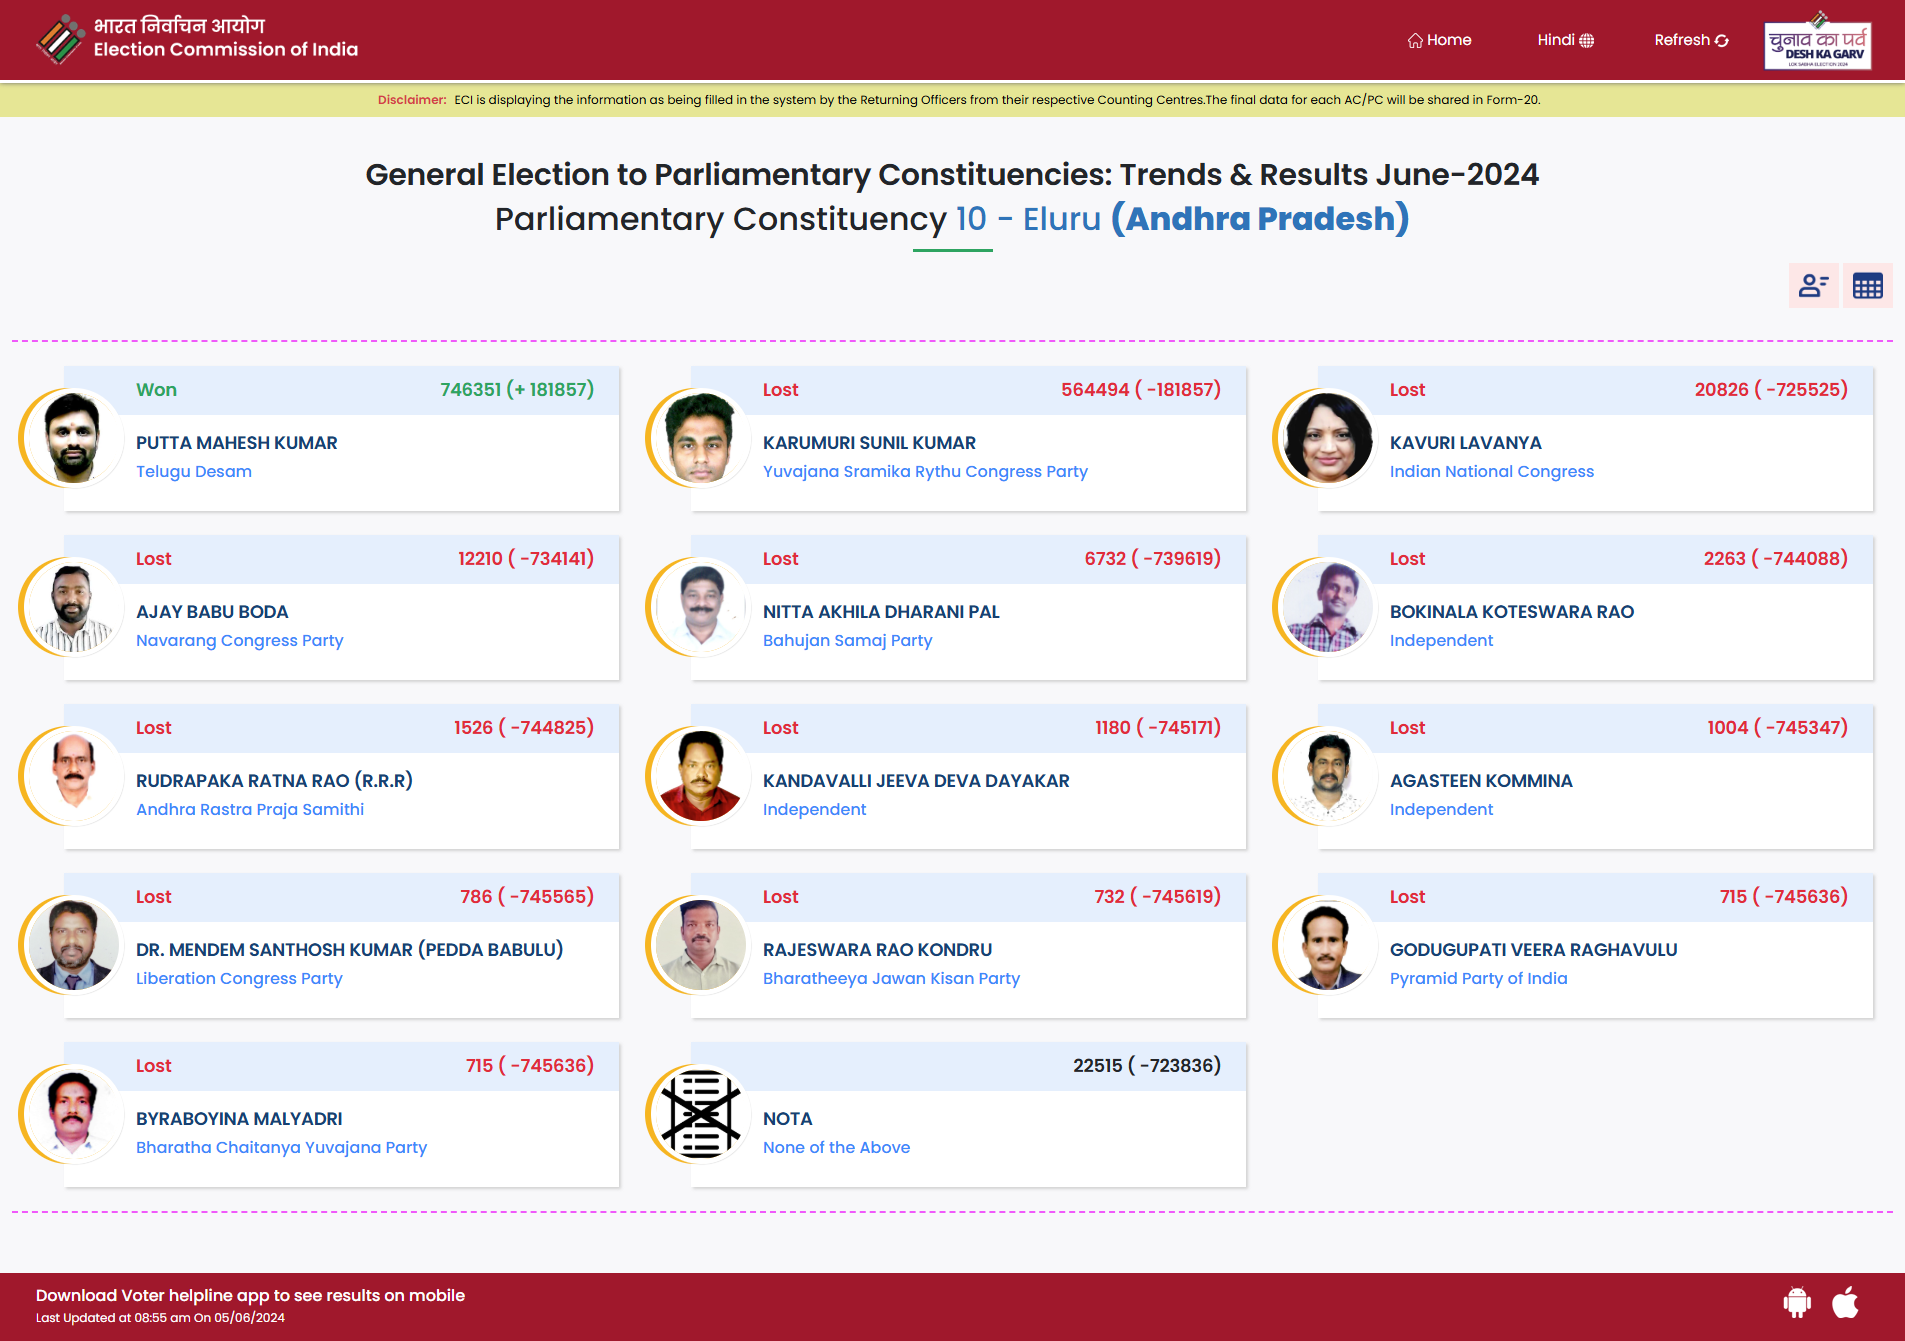 भारत निर्वाचन आयोग
Election Commission of India
Home
Hindi
Refresh
चुनाव का पर्व
DESH KA GARV
LOK SABHA ELECTION 2024
Disclaimer: ECI is displaying the information as being filled in the system by the Returning Officers from their respective Counting Centres.The final data for each AC/PC will be shared in Form-20.
General Election to Parliamentary Constituencies: Trends & Results June-2024
Parliamentary Constituency 10 - Eluru (Andhra Pradesh)
Won 746351 (+ 181857)
PUTTA MAHESH KUMAR
Telugu Desam
Lost 564494 ( -181857)
KARUMURI SUNIL KUMAR
Yuvajana Sramika Rythu Congress Party
Lost 20826 ( -725525)
KAVURI LAVANYA
Indian National Congress
Lost 12210 ( -734141)
AJAY BABU BODA
Navarang Congress Party
Lost 6732 ( -739619)
NITTA AKHILA DHARANI PAL
Bahujan Samaj Party
Lost 2263 ( -744088)
BOKINALA KOTESWARA RAO
Independent
Lost 1526 ( -744825)
RUDRAPAKA RATNA RAO (R.R.R)
Andhra Rastra Praja Samithi
Lost 1180 ( -745171)
KANDAVALLI JEEVA DEVA DAYAKAR
Independent
Lost 1004 ( -745347)
AGASTEEN KOMMINA
Independent
Lost 786 ( -745565)
DR. MENDEM SANTHOSH KUMAR (PEDDA BABULU)
Liberation Congress Party
Lost 732 ( -745619)
RAJESWARA RAO KONDRU
Bharatheeya Jawan Kisan Party
Lost 715 ( -745636)
GODUGUPATI VEERA RAGHAVULU
Pyramid Party of India
Lost 715 ( -745636)
BYRABOYINA MALYADRI
Bharatha Chaitanya Yuvajana Party
22515 ( -723836)
NOTA
None of the Above
Download Voter helpline app to see results on mobile
Last Updated at 08:55 am On 05/06/2024